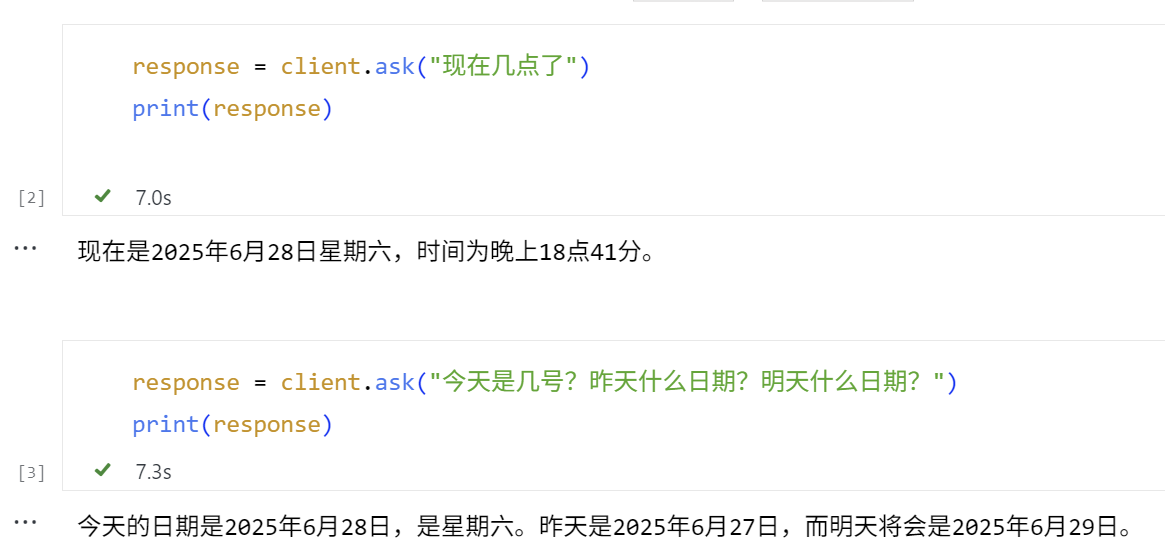 response = client.ask("现在几点了")
print(response)
[2]
7.0s
现在是2025年6月28日星期六，时间为晚上18点41分。
response = client.ask("今天是几号？昨天什么日期？明天什么日期？")
print(response)
[3]
7.3s
今天的日期是2025年6月28日，是星期六。昨天是2025年6月27日，而明天将会是2025年6月29日。